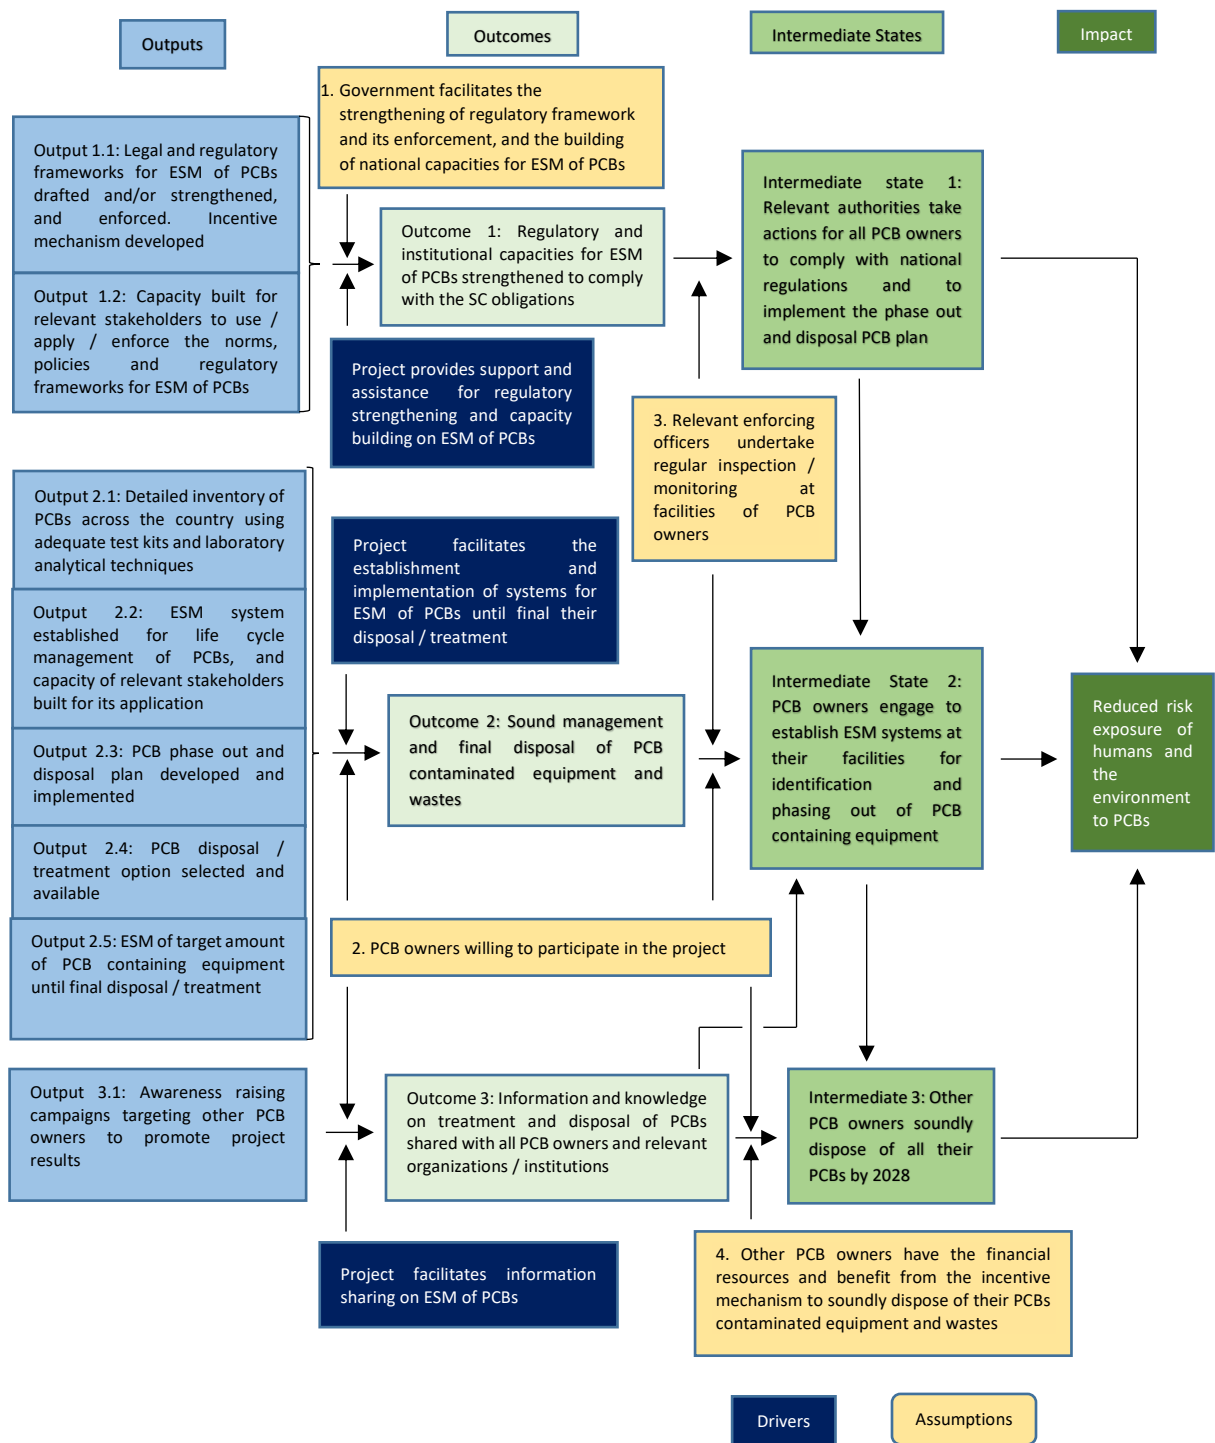 Outputs
Outcomes
Intermediate States
Impact
1. Government facilitates the
strengthening of regulatory framework
and its enforcement, and the building
of national capacities for ESM of PCBs
Output 1.1: Legal and regulatory
frameworks for ESM of PCBs
drafted and/or strengthened,
and enforced. Incentive
mechanism developed
Output 1.2: Capacity built for
relevant stakeholders to use /
apply / enforce the norms,
policies and regulatory
frameworks for ESM of PCBs
Outcome 1: Regulatory and
institutional capacities for ESM
of PCBs strengthened to comply
with the SC obligations
Intermediate state 1:
Relevant authorities take
actions for all PCB owners
to comply with national
regulations and to
implement the phase out
and disposal PCB plan
Project provides support and
assistance for regulatory
strengthening and capacity
building on ESM of PCBs
3. Relevant enforcing
officers undertake
regular inspection /
monitoring at
facilities of PCB
owners
Output 2.1: Detailed inventory of
PCBs across the country using
adequate test kits and laboratory
analytical techniques
Output 2.2: ESM system
established for life cycle
management of PCBs, and
capacity of relevant stakeholders
built for its application
Output 2.3: PCB phase out and
disposal plan developed and
implemented
Output 2.4: PCB disposal /
treatment option selected and
available
Output 2.5: ESM of target amount
of PCB containing equipment
until final disposal / treatment
Project facilitates the
establishment and
implementation of systems for
ESM of PCBs until final their
disposal / treatment
Outcome 2: Sound management
and final disposal of PCB
contaminated equipment and
wastes
Intermediate State 2:
PCB owners engage to
establish ESM systems at
their facilities for
identification and
phasing out of PCB
containing equipment
Reduced risk
exposure of
humans and
the
environment
to PCBs
2. PCB owners willing to participate in the project
Output 3.1: Awareness raising
campaigns targeting other PCB
owners to promote project
results
Outcome 3: Information and knowledge
on treatment and disposal of PCBs
shared with all PCB owners and relevant
organizations / institutions
Intermediate 3: Other
PCB owners soundly
dispose of all their
PCBs by 2028
Project facilitates information
sharing on ESM of PCBs
4. Other PCB owners have the financial
resources and benefit from the incentive
mechanism to soundly dispose of their PCBs
contaminated equipment and wastes
Drivers
Assumptions